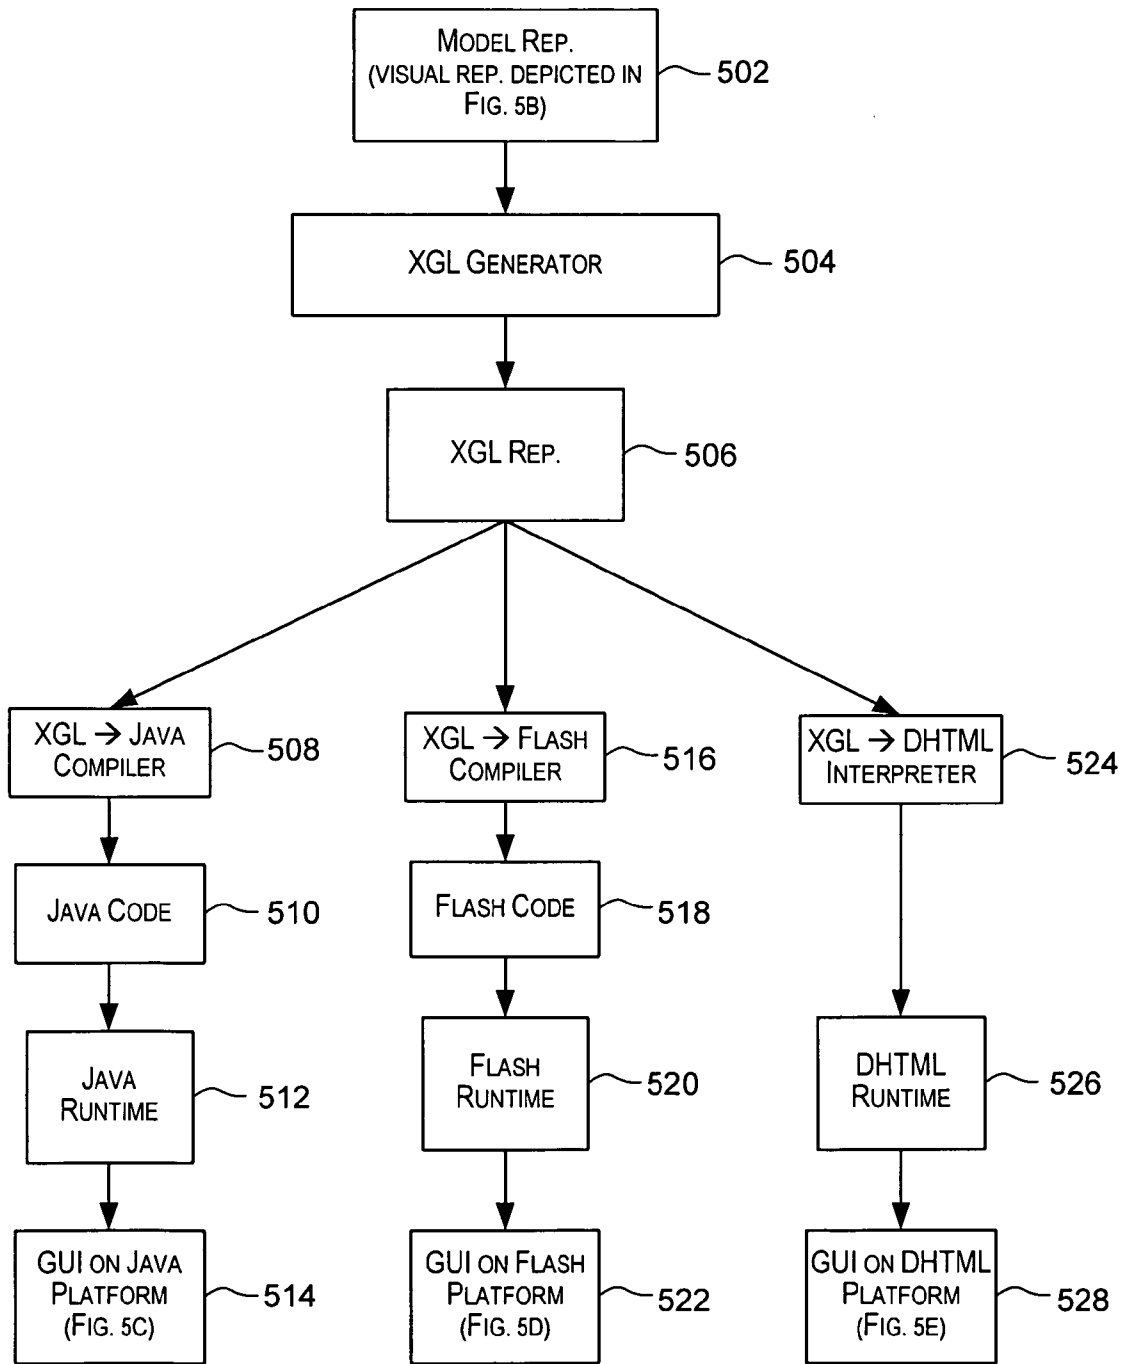 MODEL REP.
(VISUAL REP. DEPICTED IN
FIG. 5B)
502
XGL GENERATOR
504
XGL REP.
506
XGL → JAVA
COMPILER
508
XGL → FLASH
COMPILER
516
XGL → DHTML
INTERPRETER
524
JAVA CODE
510
FLASH CODE
518
JAVA
RUNTIME
512
FLASH
RUNTIME
520
DHTML
RUNTIME
526
GUI ON JAVA
PLATFORM
(FIG. 5C)
514
GUI ON FLASH
PLATFORM
(FIG. 5D)
522
GUI ON DHTML
PLATFORM
(FIG. 5E)
528